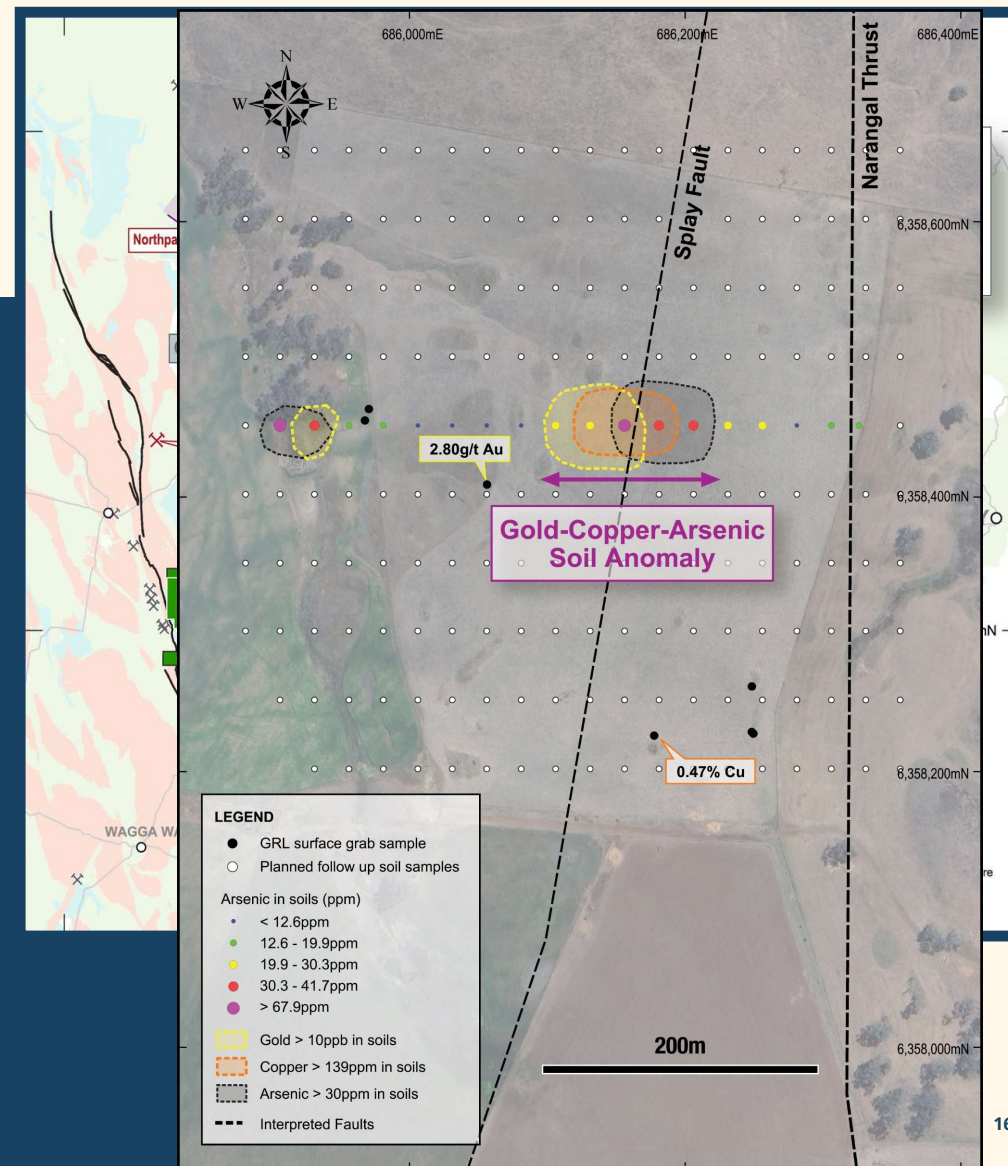 686,000mE
686,200mE
686,400mE
N
W
E
S
Narangal Thrust
Splay Fault
6,358,600mN
Northpa
2.80g/t Au
6,358,400mN
Gold-Copper-Arsenic
Soil Anomaly
0.47% Cu
6,358,200mN
WAGGA WA
LEGEND
GRL surface grab sample
Planned follow up soil samples
Arsenic in soils (ppm)
< 12.6ppm
12.6 - 19.9ppm
19.9 - 30.3ppm
30.3 - 41.7ppm
> 67.9ppm
Gold > 10ppb in soils
Copper > 139ppm in soils
Arsenic > 30ppm in soils
Interpreted Faults
200m
6,358,000mN
re
16